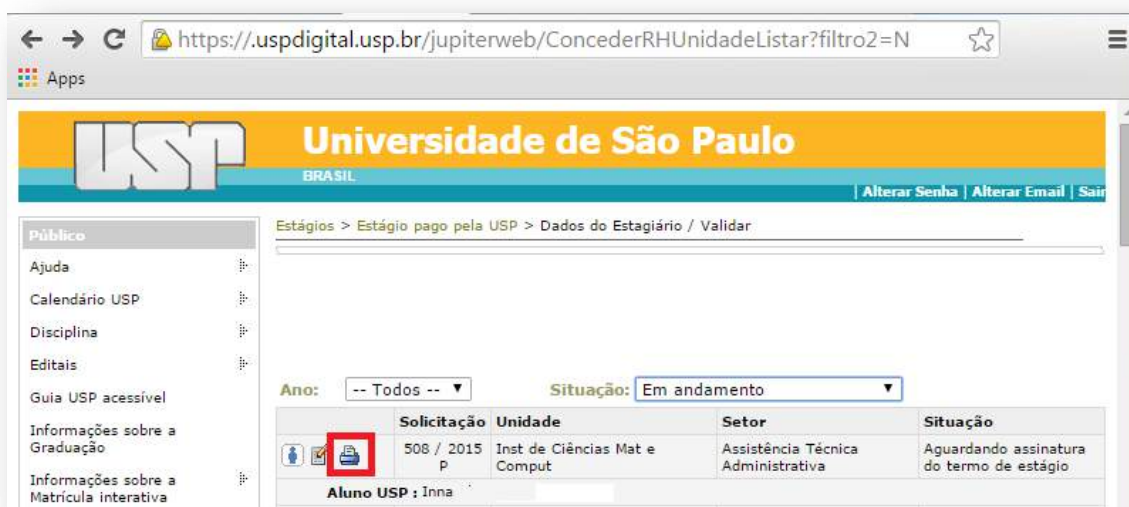 https://.uspdigital.usp.br/jupiterweb/ConcederRHUnidadeListar?filtro2=N
Apps
USP
Universidade de São Paulo
BRASIL
| Alterar Senha | Alterar Email | Sair
Público
Ajuda
Calendário USP
Disciplina
Editais
Guia USP acessível
Informações sobre a
Graduação
Informações sobre a
Matrícula interativa
Estágios > Estágio pago pela USP > Dados do Estagiário / Validar
Ano: -- Todos -- Situação: Em andamento
Solicitação Unidade Setor Situação
508 / 2015 Inst de Ciências Mat e Assistência Técnica Aguardando assinatura
P Comput Administrativa do termo de estágio
Aluno USP : Inna